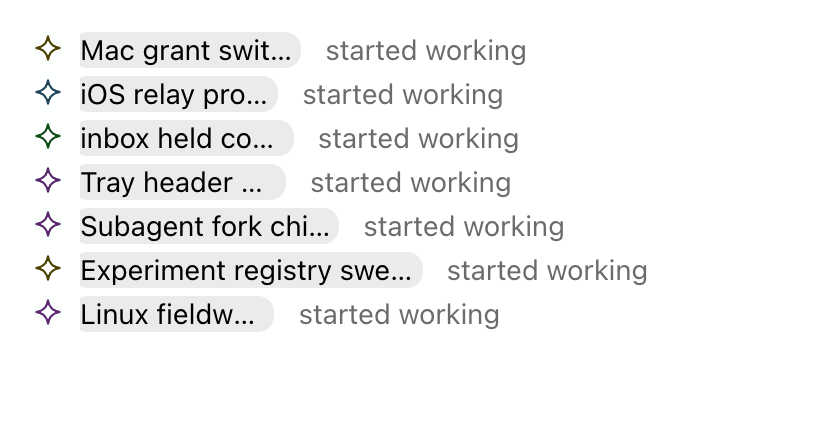 Mac grant swit... started working
iOS relay pro... started working
inbox held co... started working
Tray header ... started working
Subagent fork chi... started working
Experiment registry swe... started working
Linux fieldw... started working